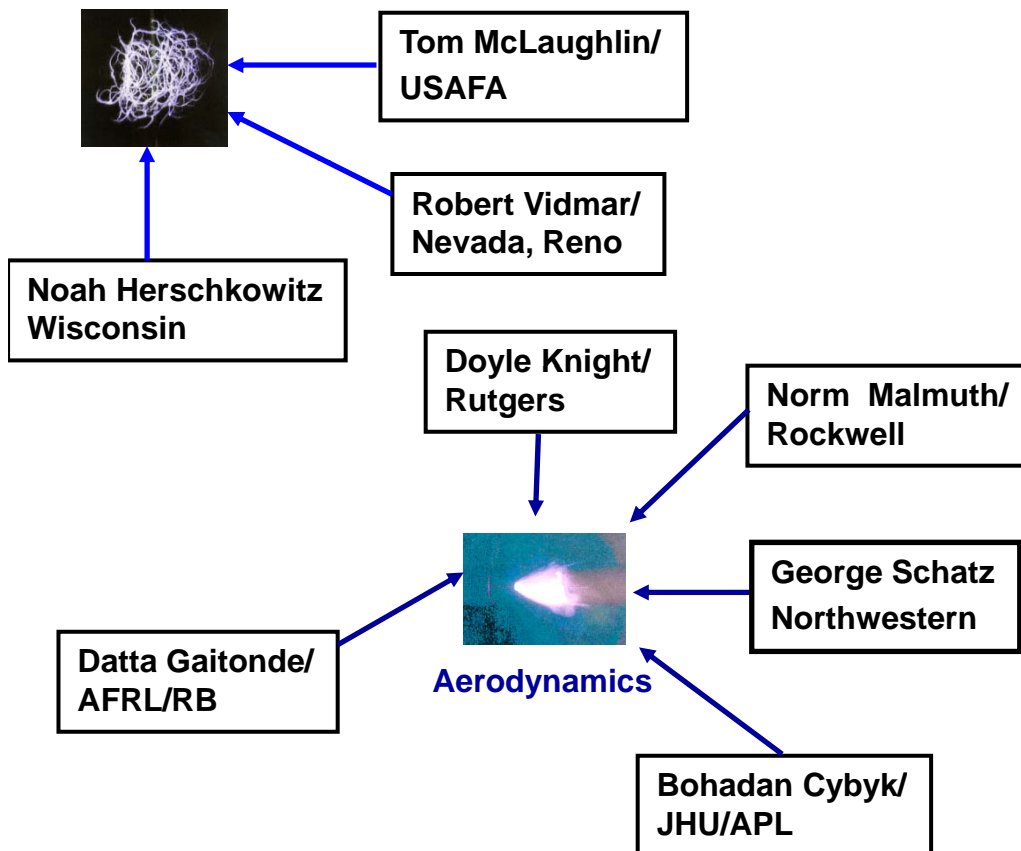 Tom McLaughlin/
USAFA
Robert Vidmar/
Nevada, Reno
Noah Herschkowitz
Wisconsin
Doyle Knight/
Rutgers
Norm Malmuth/
Rockwell
George Schatz
Northwestern
Datta Gaitonde/
AFRL/RB
Aerodynamics
Bohadan Cybyk/
JHU/APL